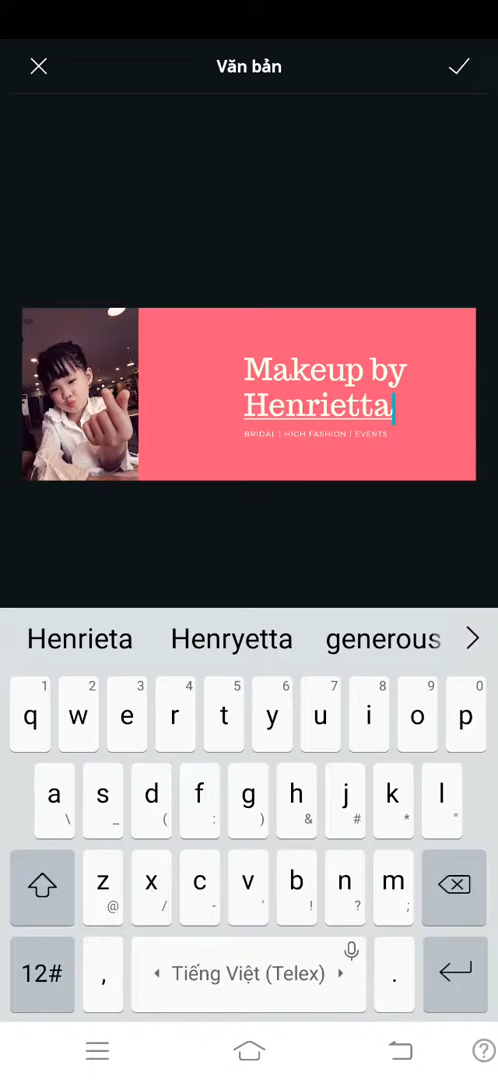 Văn bản
Makeup by
Henrietta
BRIDAL | HIGH FASHION | EVENTS
Henrieta Henryetta generous
1 2 3 4 5 6 7 8 9 0
q w e r t y u i o p
a s d f g h j k l
\ _ ( : ) & # * "
z x c v b n m
@ / - ' ! ? ;
12# , Tiếng Việt (Telex) .
?